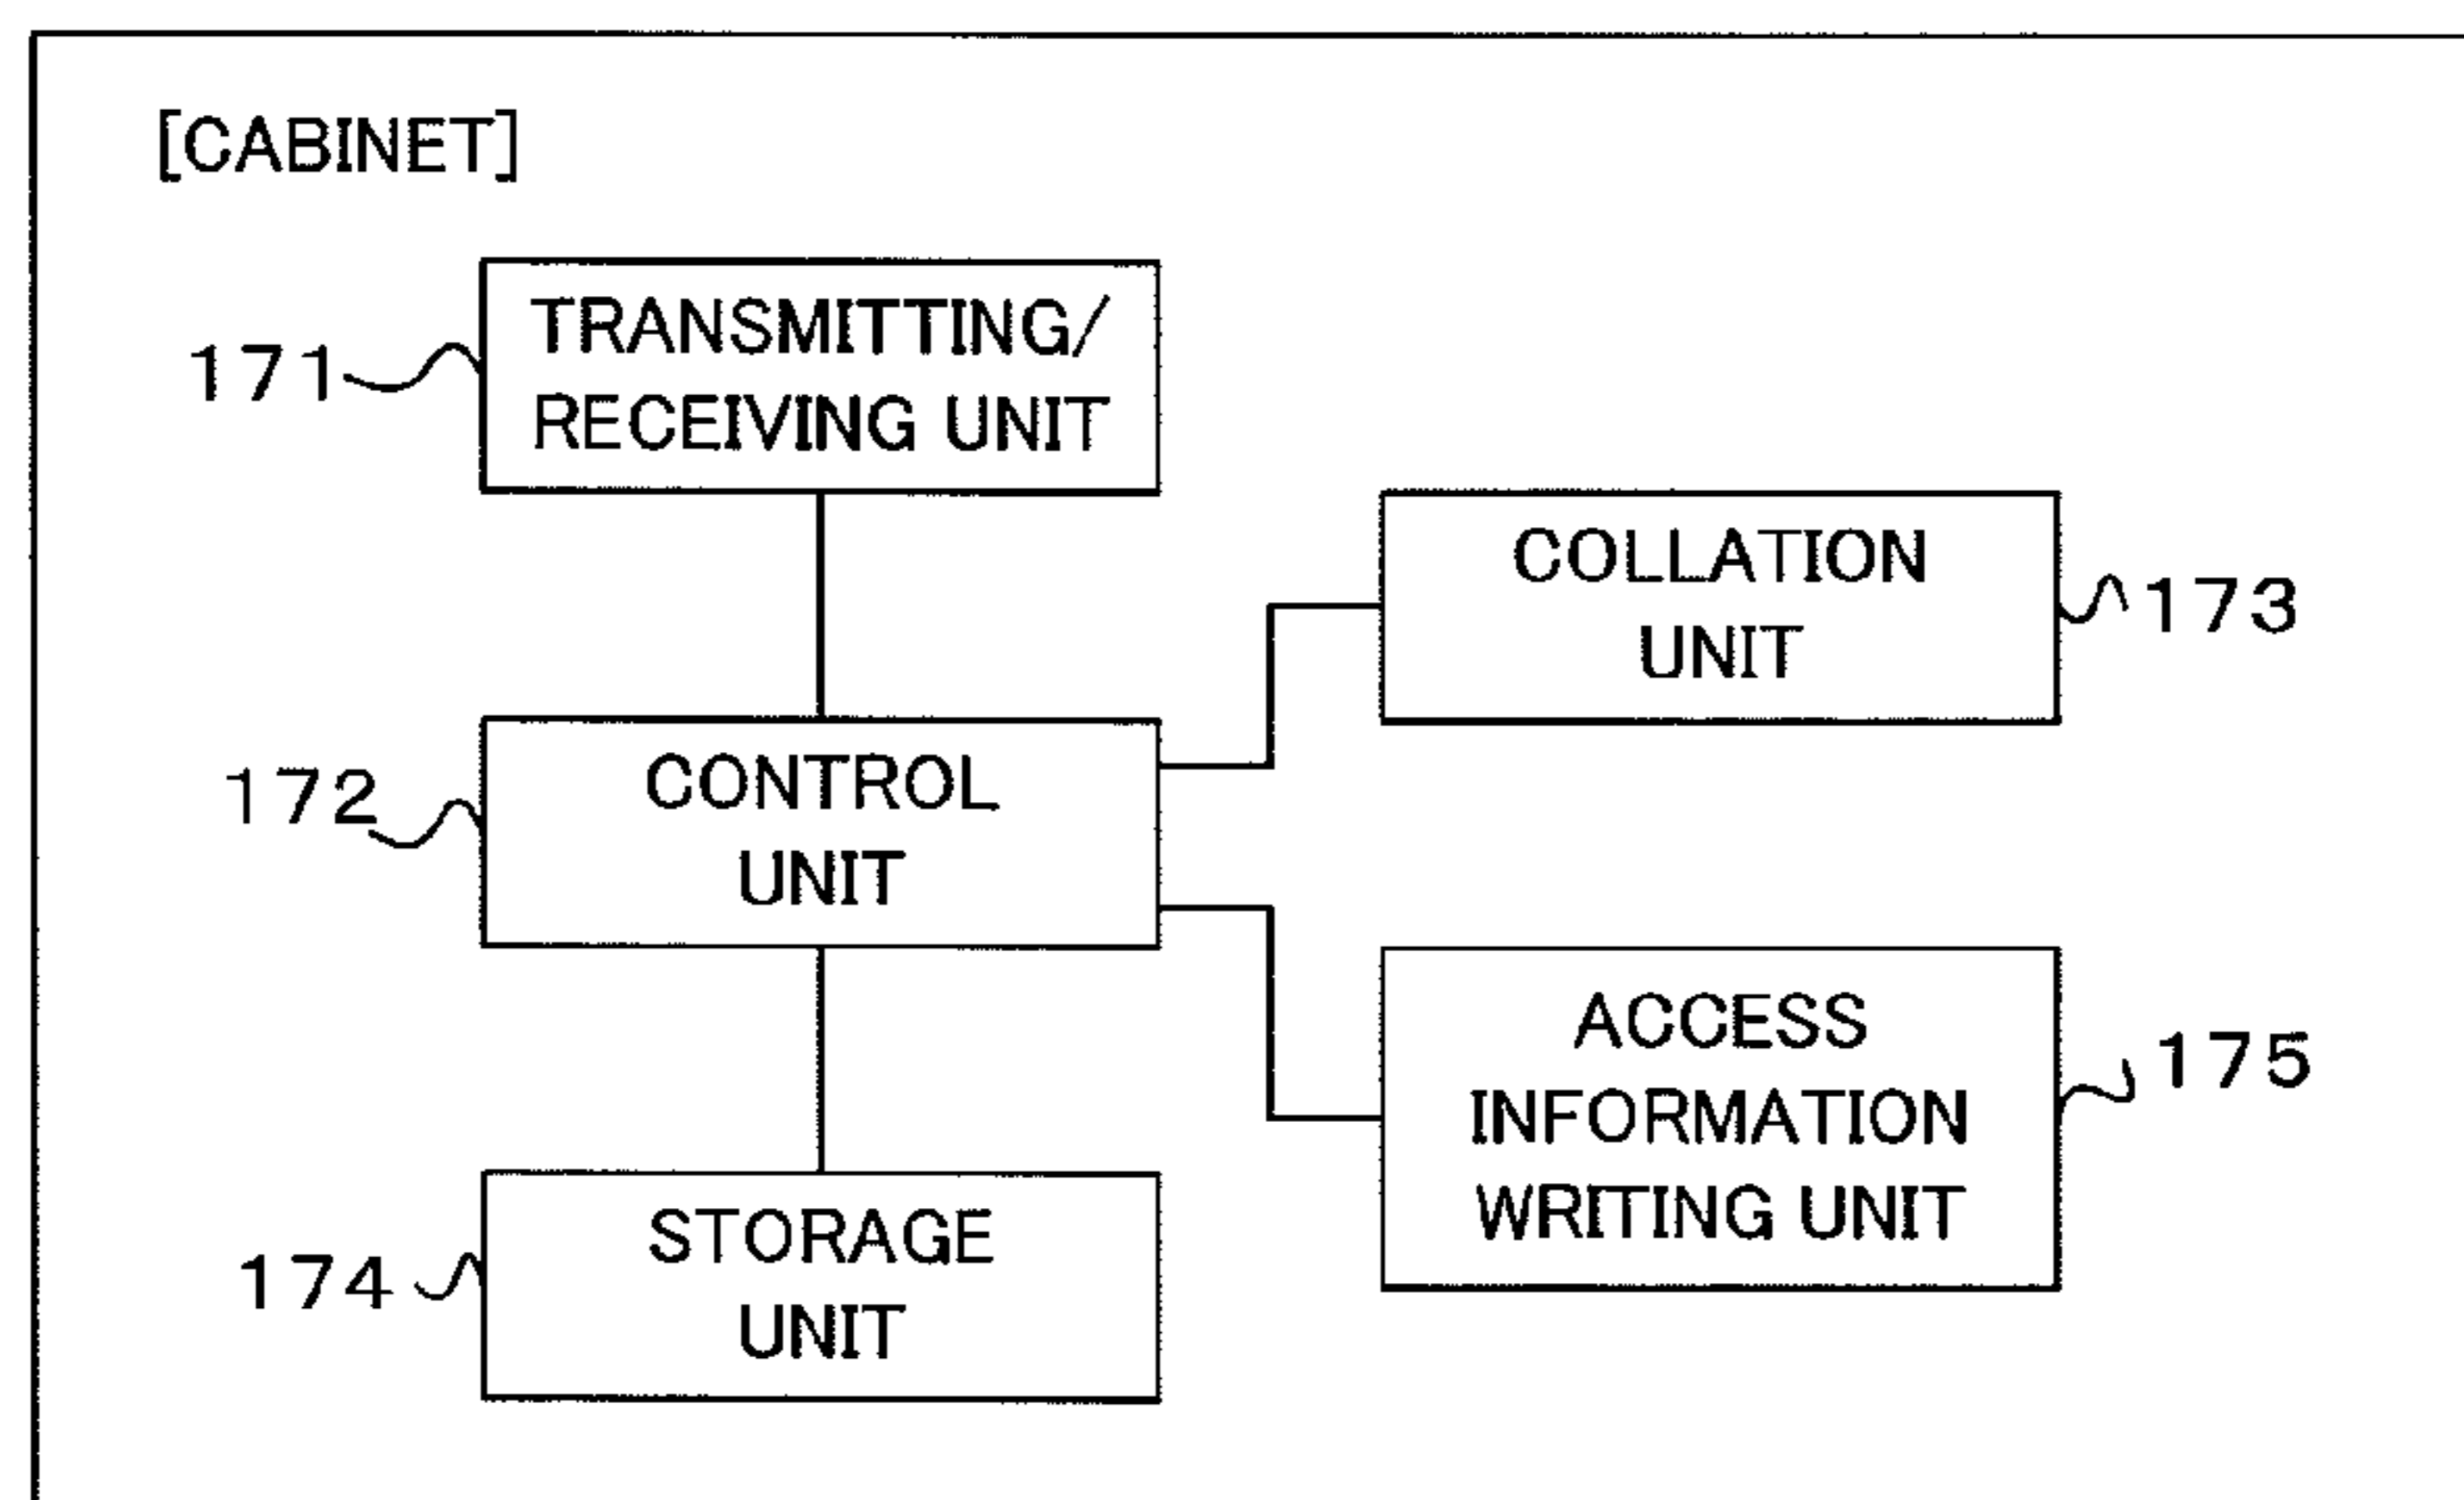 [CABINET]
171
TRANSMITTING/
RECEIVING UNIT
COLLATION
UNIT
173
172
CONTROL
UNIT
ACCESS
INFORMATION
WRITING UNIT
175
174
STORAGE
UNIT